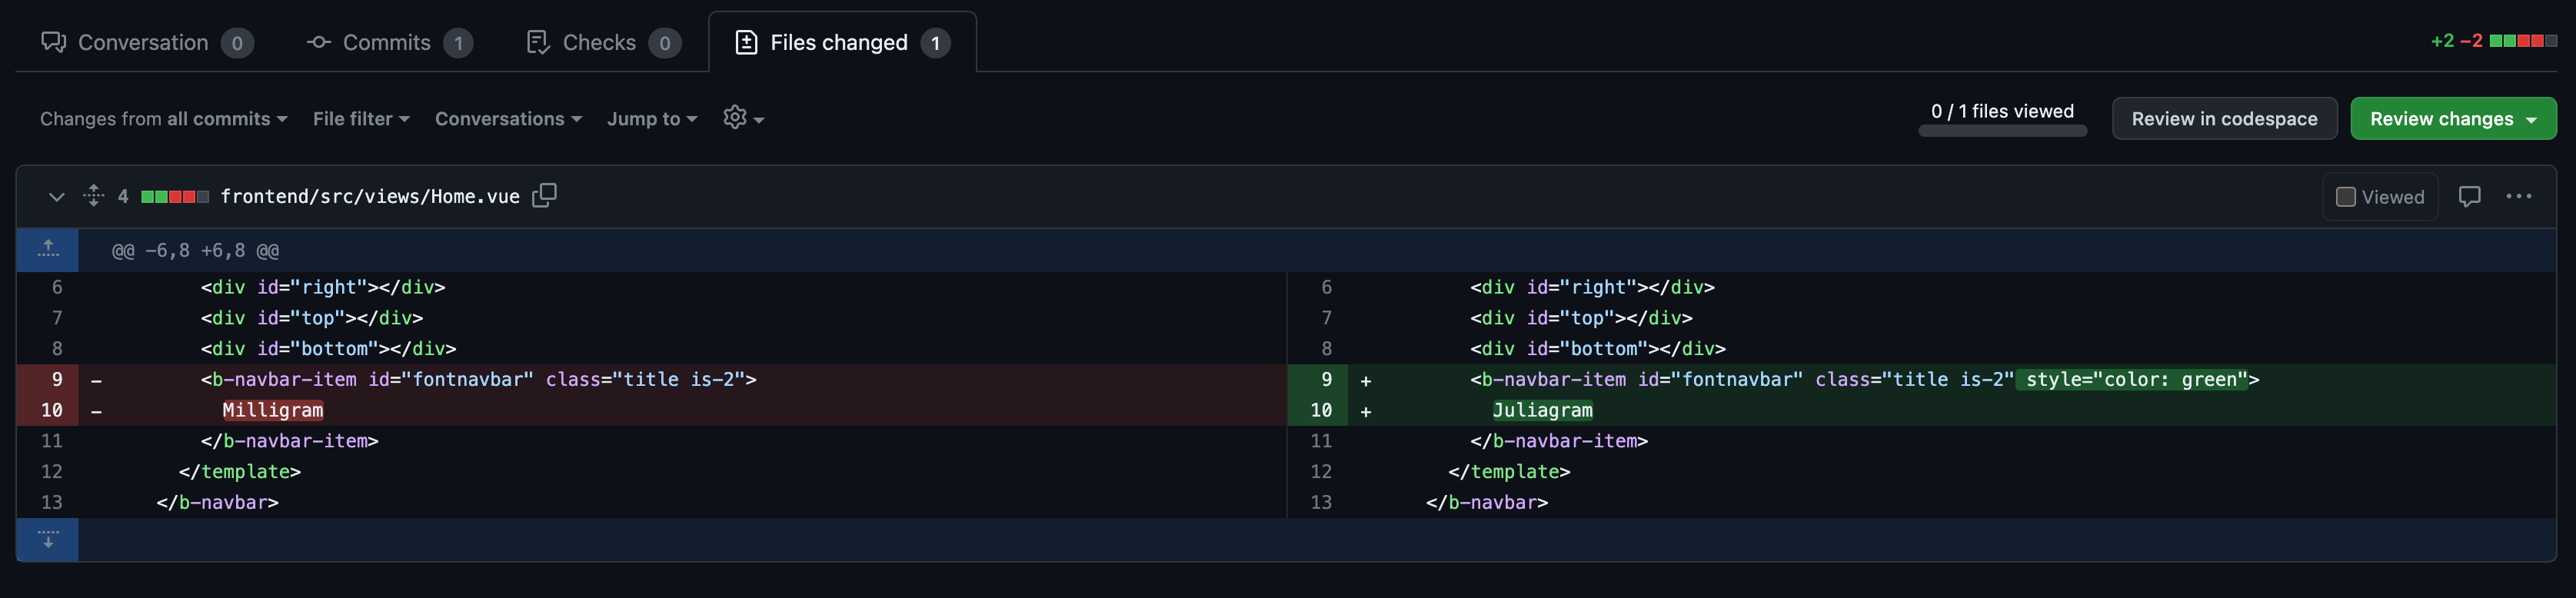 Conversation 0 Commits 1 Checks 0 Files changed 1 +2 −2
Changes from all commits File filter Conversations Jump to 0 / 1 files viewed Review in codespace Review changes
4 frontend/src/views/Home.vue Viewed
@@ -6,8 +6,8 @@
6 <div id="right"></div>
7 <div id="top"></div>
8 <div id="bottom"></div>
9 - <b-navbar-item id="fontnavbar" class="title is-2">
10 - Milligram
11 </b-navbar-item>
12 </template>
13 </b-navbar>
6 <div id="right"></div>
7 <div id="top"></div>
8 <div id="bottom"></div>
9 + <b-navbar-item id="fontnavbar" class="title is-2" style="color: green">
10 + Juliagram
11 </b-navbar-item>
12 </template>
13 </b-navbar>